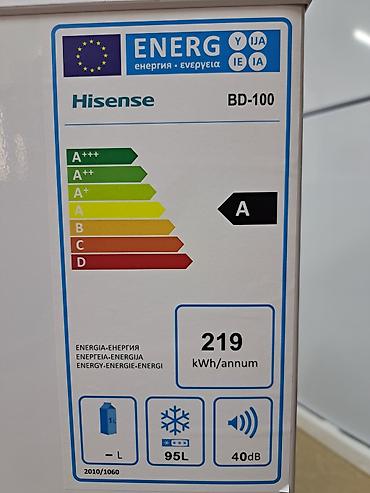 ENERG Y IJA IE IA
енергия · ενεργεια
Hisense BD-100
A+++
A++
A+
A
B
C
D
A
ENERGIA-ЕНЕРГИЯ
ΕΝΕΡΓΕΙΑ-ENERGIJA
ENERGY-ENERGIE-ENERGI
219
kWh/annum
1L
– L
95L
40dB
2010/1060